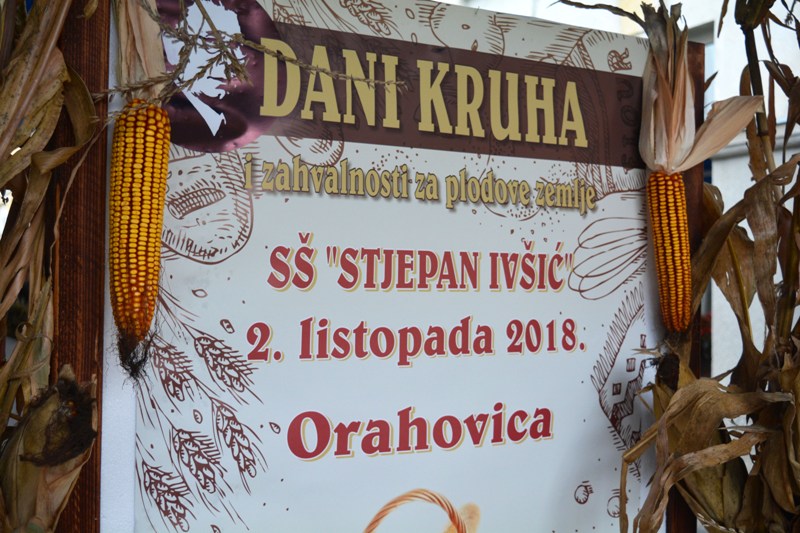 DANI KRUHA
i zahvalnosti za plodove zemlje
SŠ "STJEPAN IVŠIĆ"
2. listopada 2018.
Orahovica